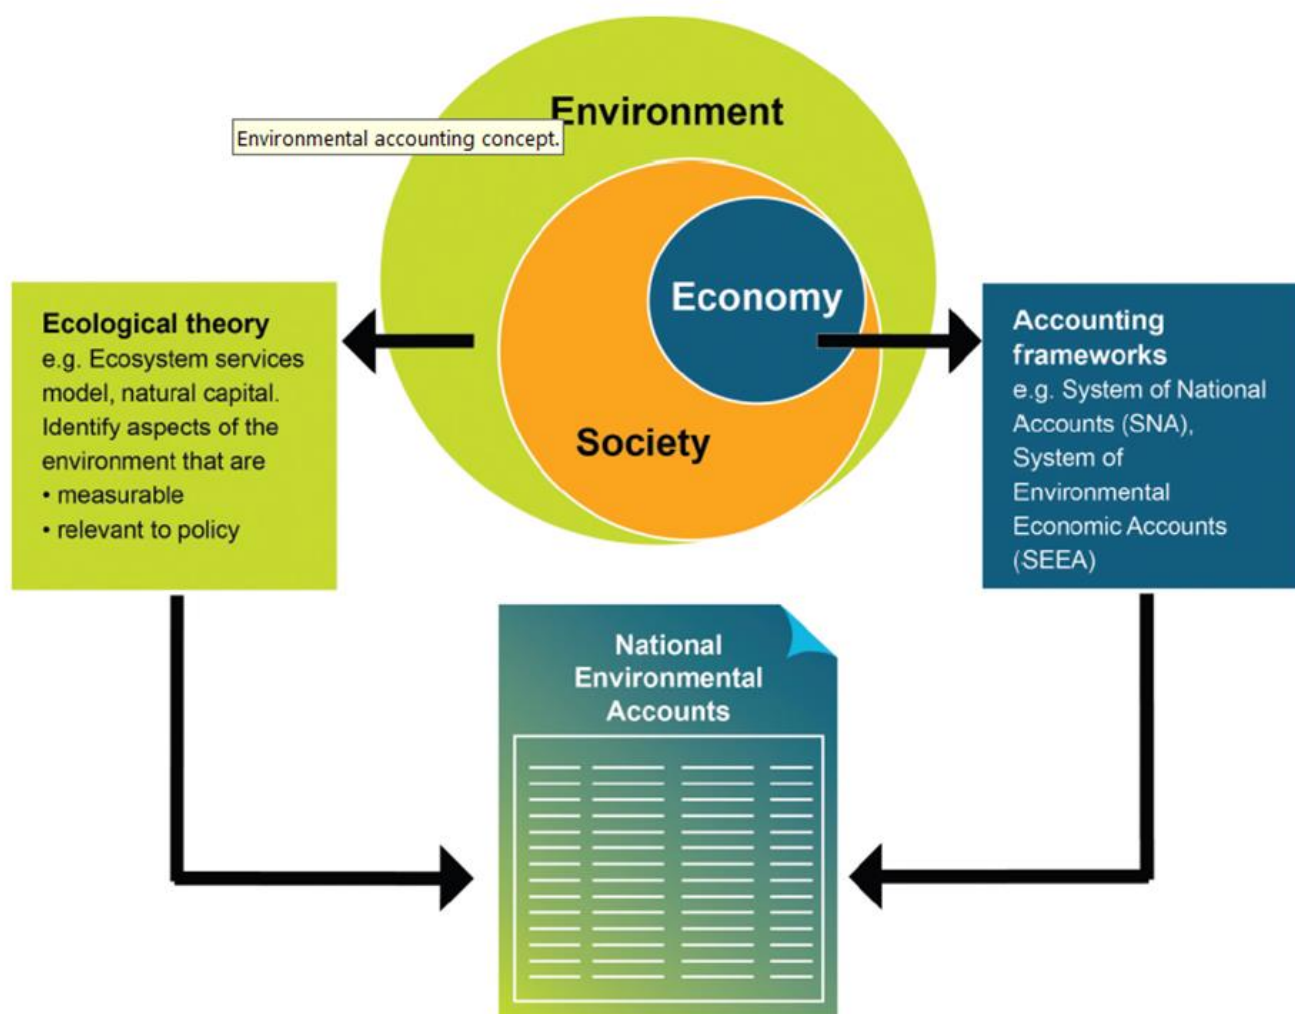 Environment
Environmental accounting concept.
Economy
Society
Ecological theory
e.g. Ecosystem services
model, natural capital.
Identify aspects of the
environment that are
• measurable
• relevant to policy
Accounting
frameworks
e.g. System of National
Accounts (SNA),
System of
Environmental
Economic Accounts
(SEEA)
National
Environmental
Accounts